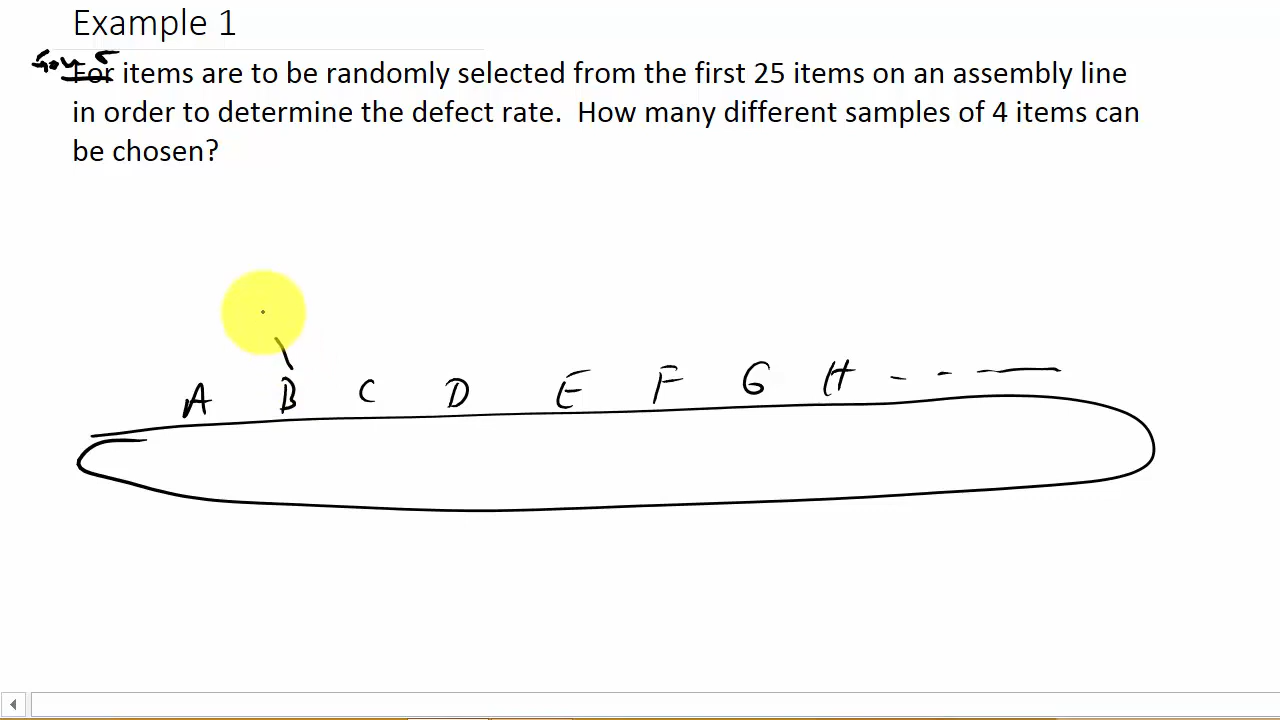 Example 1
Four
For items are to be randomly selected from the first 25 items on an assembly line
in order to determine the defect rate. How many different samples of 4 items can
be chosen?
A B C D E F G H - - —